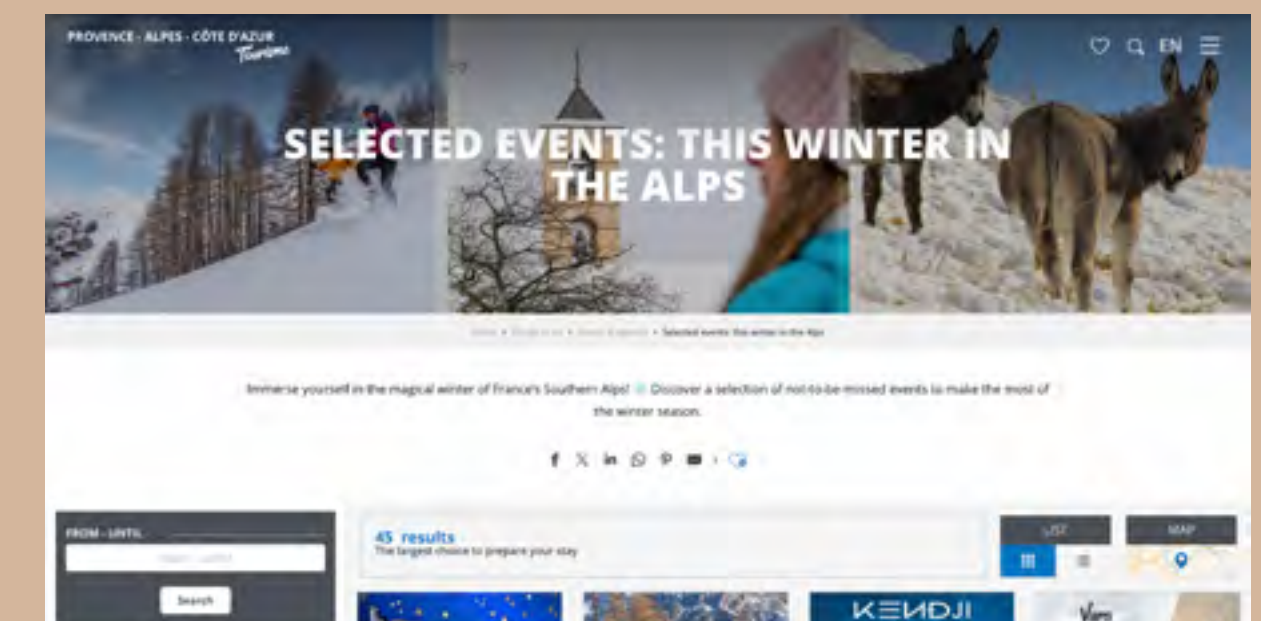 PROVENCE - ALPES - CÔTE D'AZUR
Tourisme
EN
SELECTED EVENTS: THIS WINTER IN
THE ALPS
Selected events: this winter in the Alps
Immerse yourself in the magical winter of France's Southern Alps! Discover a selection of not-to-be-missed events to make the most of
the winter season.
FROM - UNTIL
Search
45 results
The largest choice to prepare your stay
LIST
MAP
KENDJI
Vars